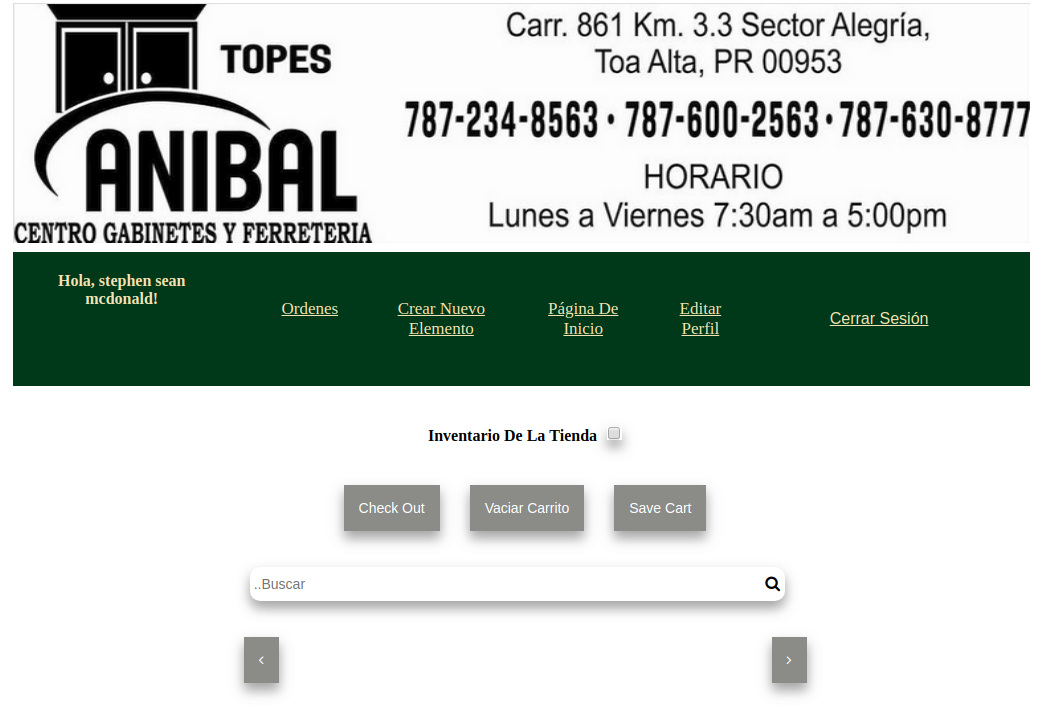 TOPES
ANIBAL
CENTRO GABINETES Y FERRETERIA
Carr. 861 Km. 3.3 Sector Alegría,
Toa Alta, PR 00953
787-234-8563 • 787-600-2563 • 787-630-8777
HORARIO
Lunes a Viernes 7:30am a 5:00pm
Hola, stephen sean
mcdonald!
Ordenes
Crear Nuevo
Elemento
Página De
Inicio
Editar
Perfil
Cerrar Sesión
Inventario De La Tienda
Check Out
Vaciar Carrito
Save Cart
..Buscar
‹
›